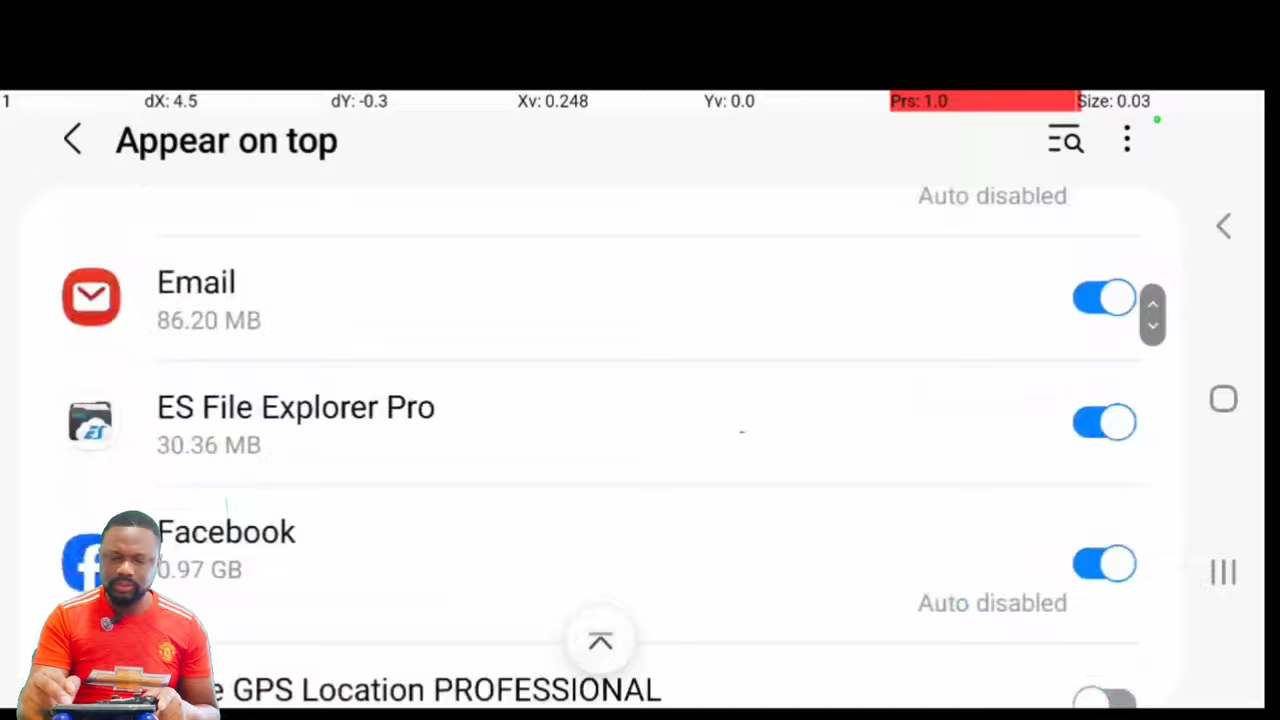 1 dX: 4.5 dY: -0.3 Xv: 0.248 Yv: 0.0 Prs: 1.0 Size: 0.03
Appear on top
Auto disabled
Email
86.20 MB
ES File Explorer Pro
30.36 MB
ES
Facebook
0.97 GB
Auto disabled
e GPS Location PROFESSIONAL